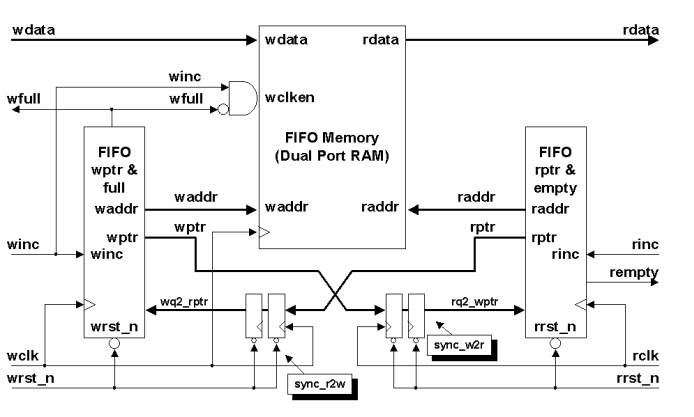 wdata
rdata
wdata
rdata
winc
wfull
wfull
wclken
FIFO Memory
(Dual Port RAM)
FIFO
wptr &
full
FIFO
rptr &
empty
waddr
waddr
waddr
raddr
raddr
raddr
wptr
wptr
rptr
rptr
winc
winc
rinc
rinc
rempty
wq2_rptr
rq2_wptr
wrst_n
rrst_n
sync_w2r
wclk
rclk
wrst_n
sync_r2w
rrst_n